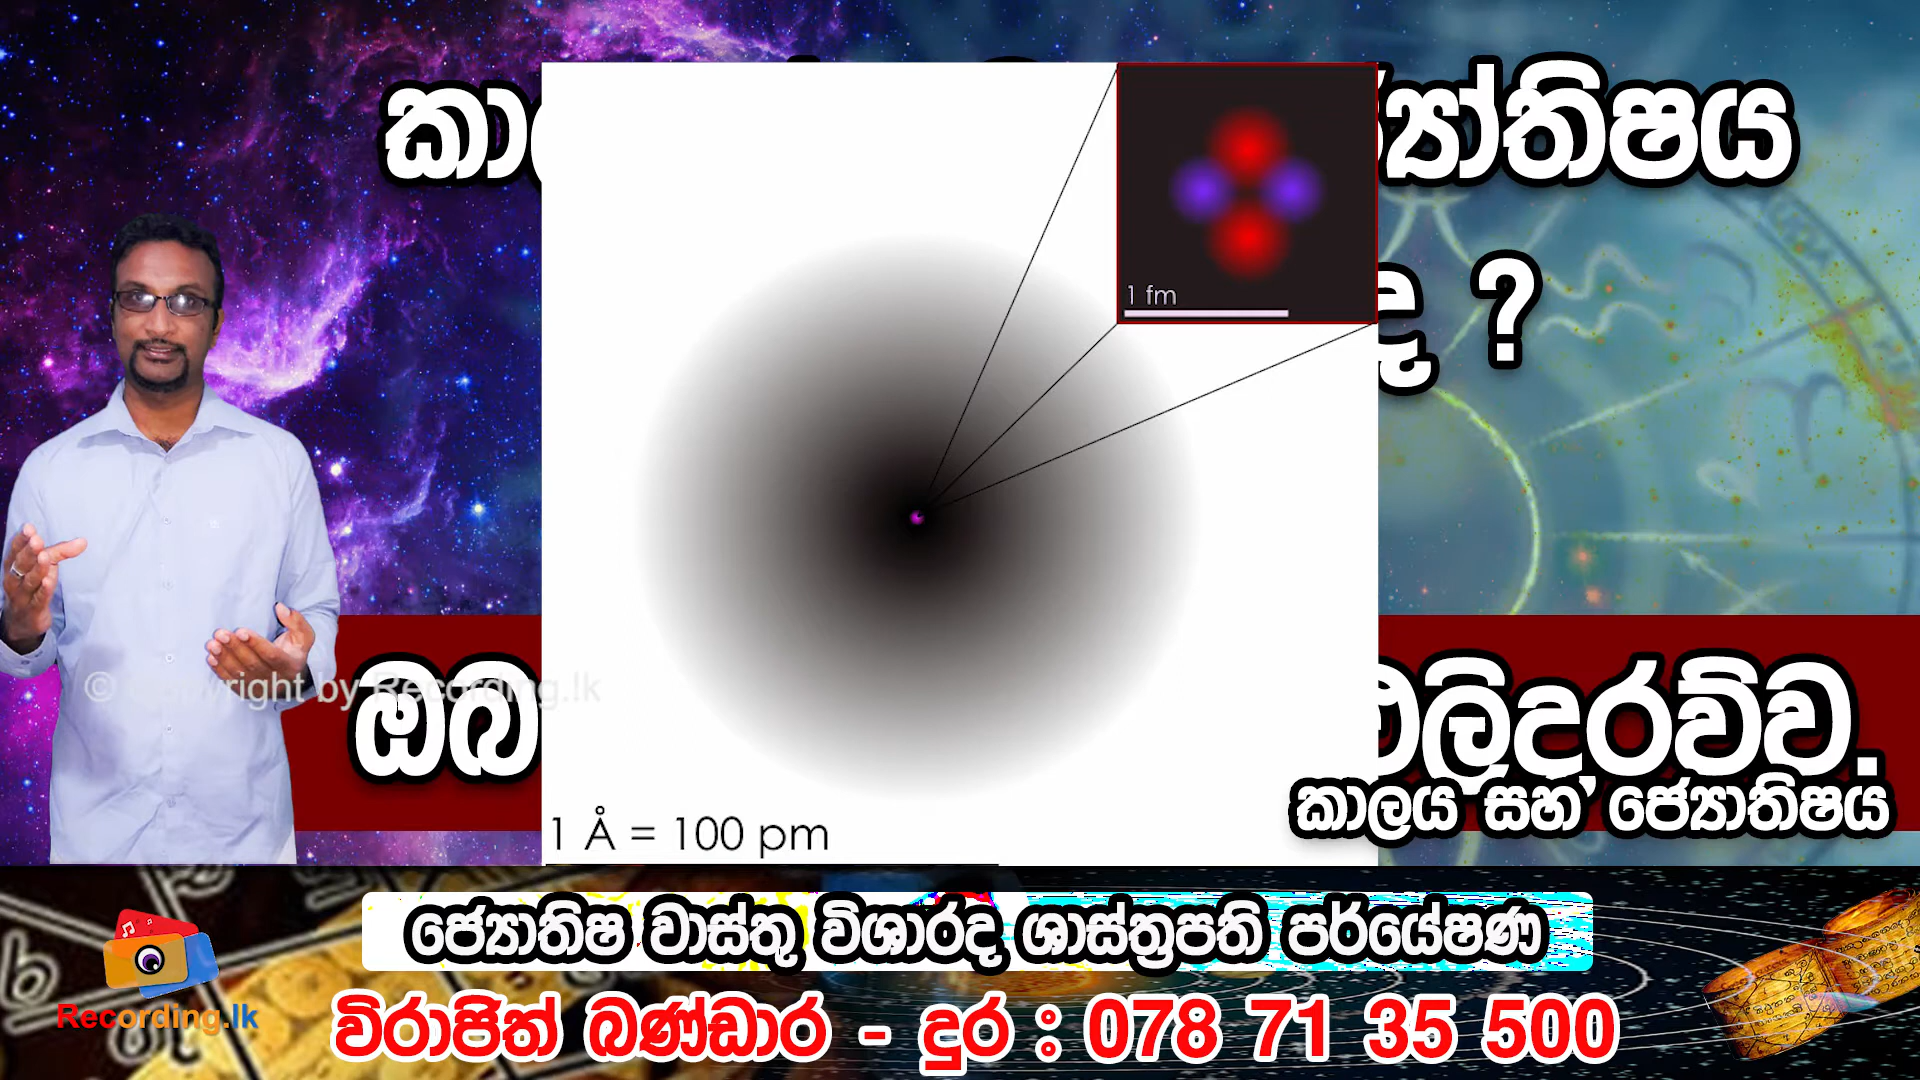 ජ්‍යෝතිෂය
?
1 fm
ඔබ
එලිදරව්ව.
© Copyright by Recording.lk
1 Å = 100 pm
කාලය සහ ජ්‍යොතිෂය
ජ්‍යොතිෂ වාස්තු විශාරද ශාස්ත්‍රපති පර්යේෂණ
Recording.lk
විරාජිත් බණ්ඩාර - දුර : 078 71 35 500